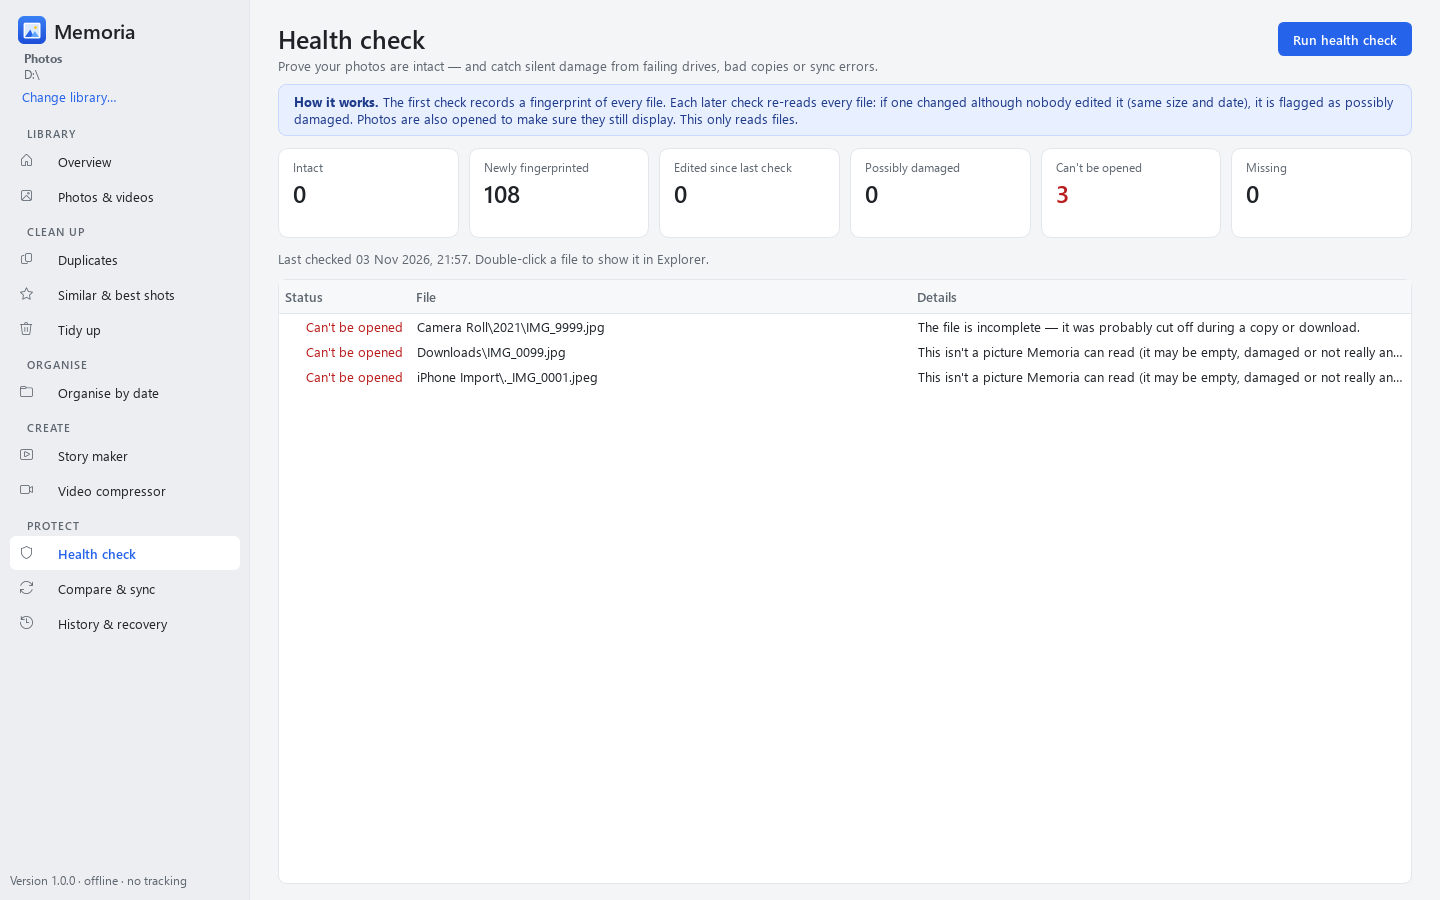 Memoria
Photos
D:\
Change library...
LIBRARY
Overview
Photos & videos
CLEAN UP
Duplicates
Similar & best shots
Tidy up
ORGANISE
Organise by date
CREATE
Story maker
Video compressor
PROTECT
Health check
Compare & sync
History & recovery
Version 1.0.0 · offline · no tracking
Health check
Run health check
Prove your photos are intact — and catch silent damage from failing drives, bad copies or sync errors.
How it works. The first check records a fingerprint of every file. Each later check re-reads every file: if one changed although nobody edited it (same size and date), it is flagged as possibly
damaged. Photos are also opened to make sure they still display. This only reads files.
Intact
0
Newly fingerprinted
108
Edited since last check
0
Possibly damaged
0
Can't be opened
3
Missing
0
Last checked 03 Nov 2026, 21:57. Double-click a file to show it in Explorer.
Status File Details
Can't be opened Camera Roll\2021\IMG_9999.jpg The file is incomplete — it was probably cut off during a copy or download.
Can't be opened Downloads\IMG_0099.jpg This isn't a picture Memoria can read (it may be empty, damaged or not really an...
Can't be opened iPhone Import\._IMG_0001.jpeg This isn't a picture Memoria can read (it may be empty, damaged or not really an...